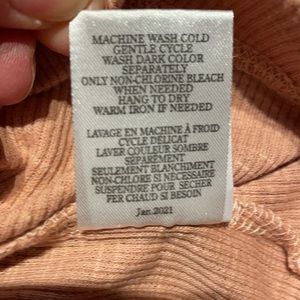 MACHINE WASH COLD
GENTLE CYCLE
WASH DARK COLOR
SEPARATELY
ONLY NON-CHLORINE BLEACH
WHEN NEEDED
HANG TO DRY
WARM IRON IF NEEDED
LAVAGE EN MACHINE À FROID
CYCLE DÉLICAT
LAVER COULEUR SOMBRE
SÉPARÉMENT
SEULEMENT BLANCHIMENT
NON-CHLORE SI NECESSAIRE
SUSPENDRE POUR SÉCHER
FER CHAUD SI BESOIN
Jan.2021